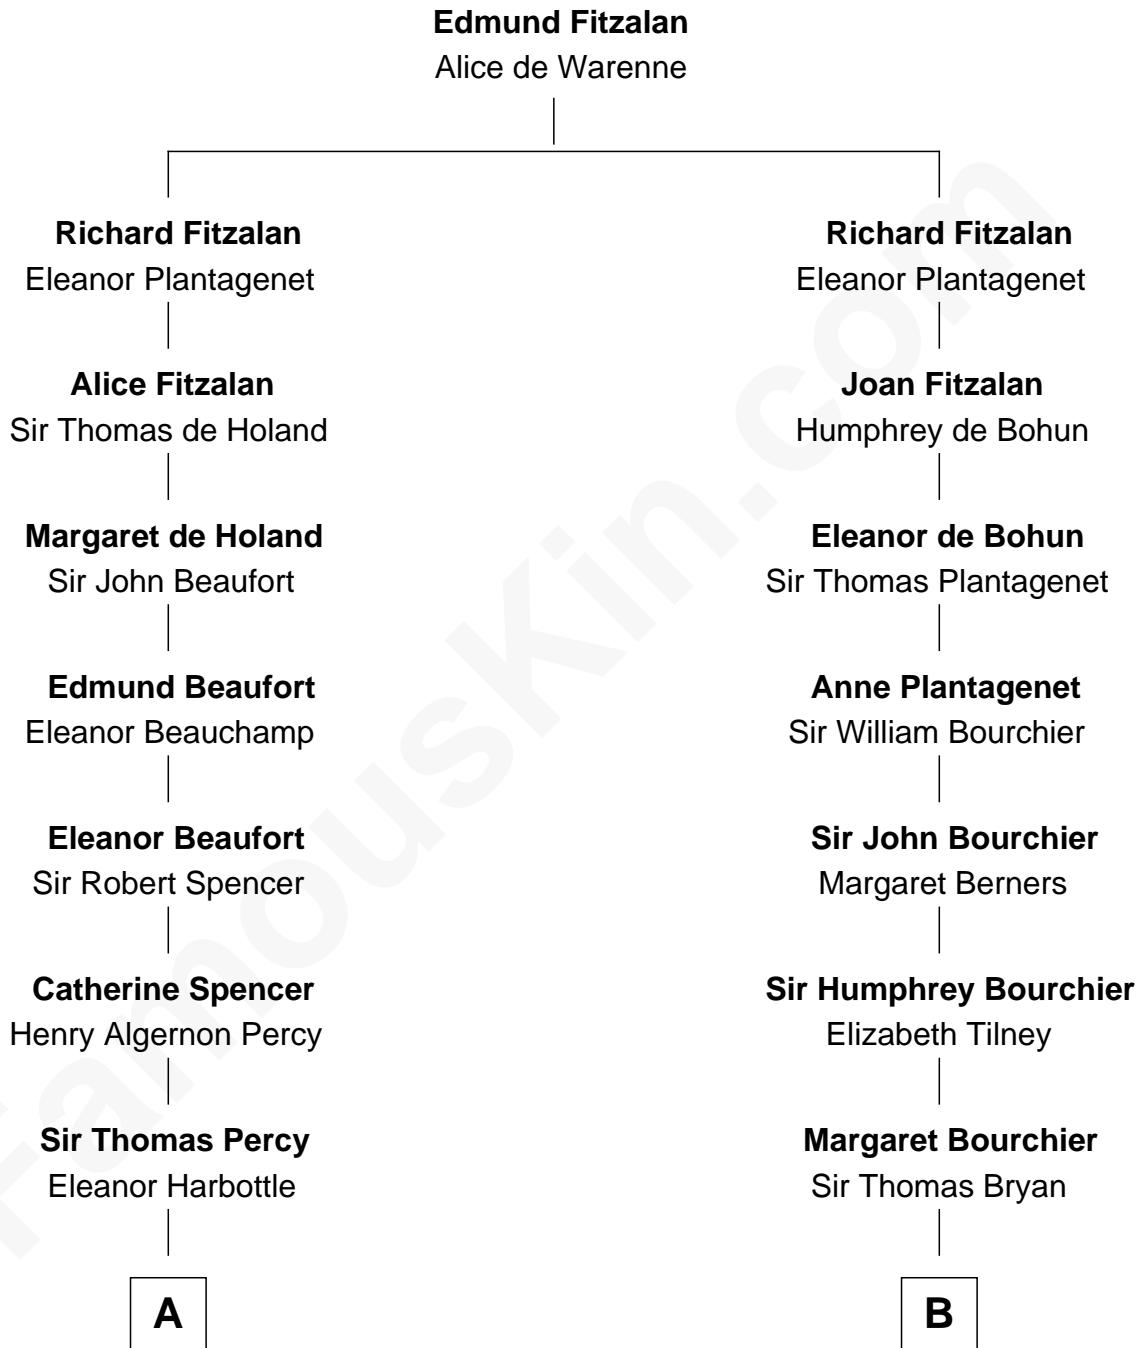 Edmund Fitzalan
Alice de Warenne
Richard Fitzalan
Eleanor Plantagenet
Alice Fitzalan
Sir Thomas de Holand
Margaret de Holand
Sir John Beaufort
Edmund Beaufort
Eleanor Beauchamp
Eleanor Beaufort
Sir Robert Spencer
Catherine Spencer
Henry Algernon Percy
Sir Thomas Percy
Eleanor Harbottle
A
Richard Fitzalan
Eleanor Plantagenet
Joan Fitzalan
Humphrey de Bohun
Eleanor de Bohun
Sir Thomas Plantagenet
Anne Plantagenet
Sir William Bourchier
Sir John Bourchier
Margaret Berners
Sir Humphrey Bourchier
Elizabeth Tilney
Margaret Bourchier
Sir Thomas Bryan
B
FamousKin.com